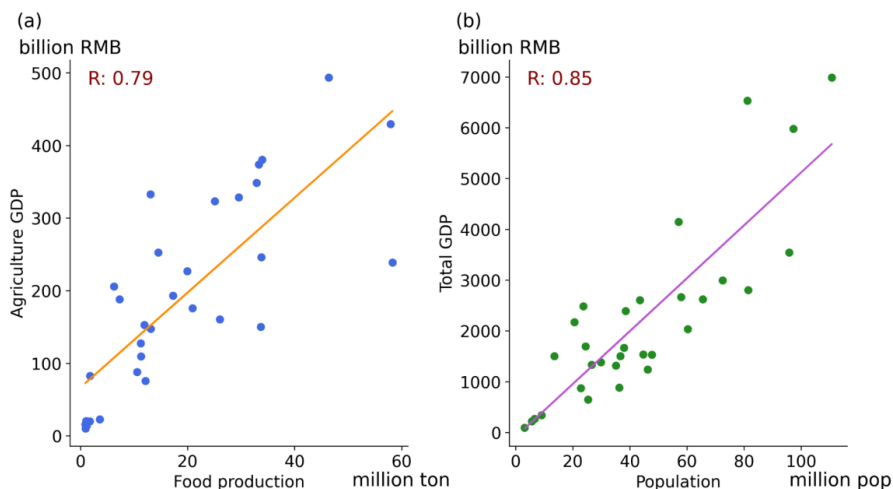 (a)
billion RMB
R: 0.79
500
400
300
200
100
0
Agriculture GDP
0 20 40 60
Food production million ton
(b)
billion RMB
R: 0.85
7000
6000
5000
4000
3000
2000
1000
0
Total GDP
0 20 40 60 80 100
Population million pop